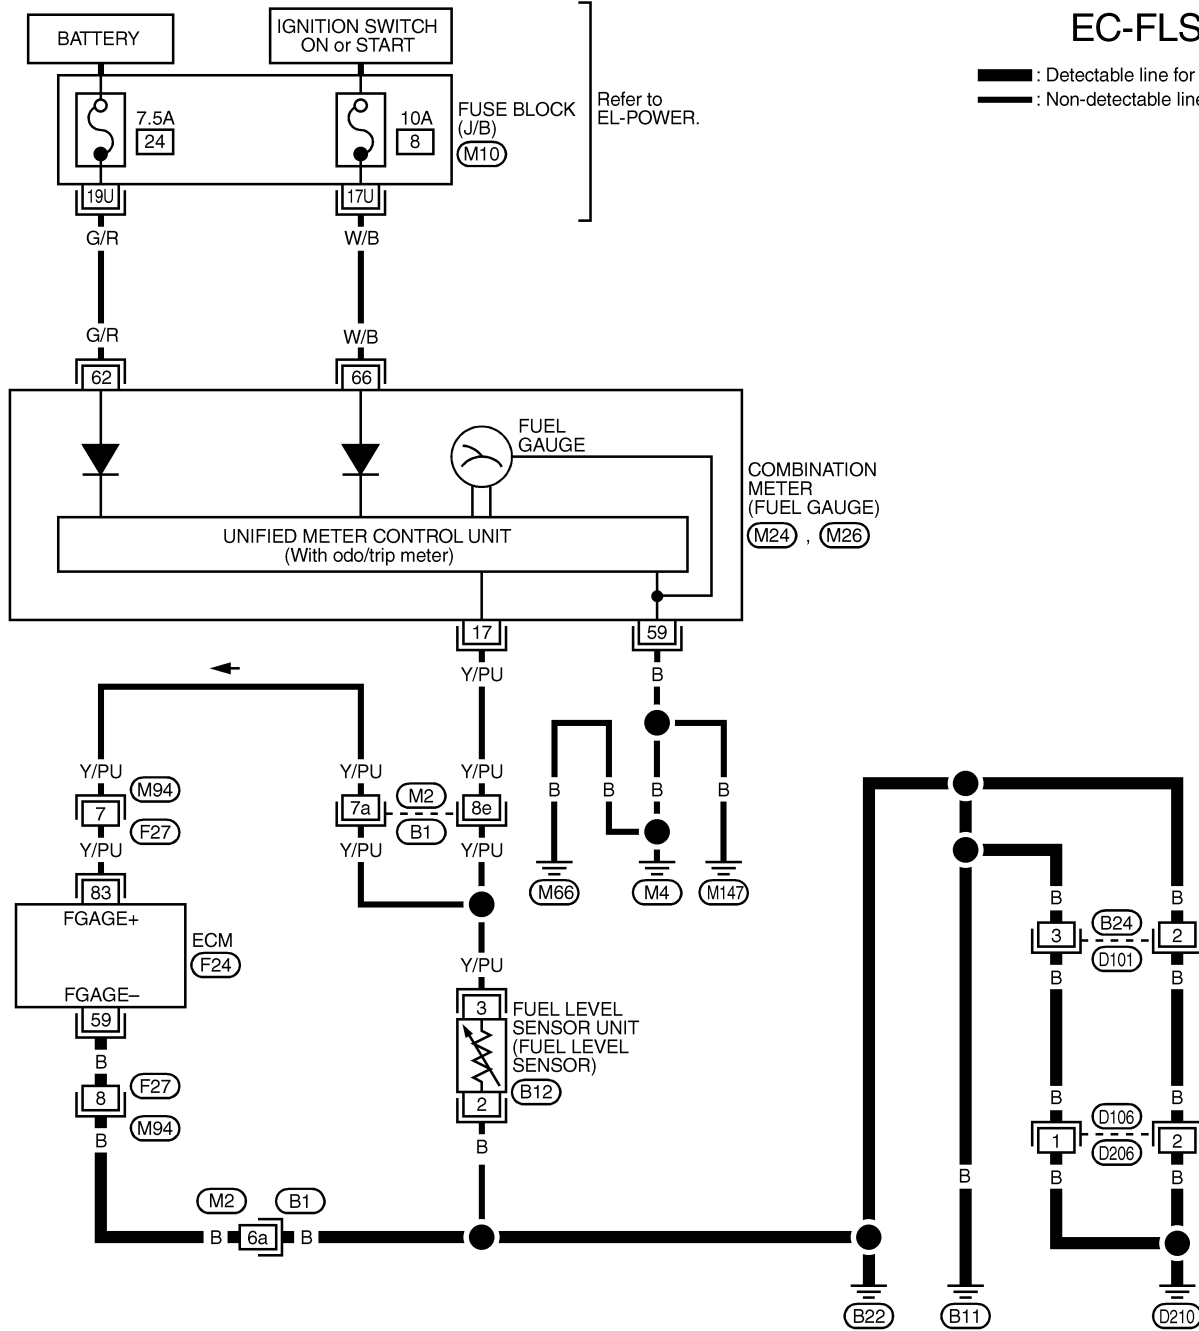 EC-FLS
BATTERY
IGNITION SWITCH
ON or START
: Detectable line for
: Non-detectable line
7.5A
24
10A
8
FUSE BLOCK
(J/B)
M10
Refer to
EL-POWER.
19U
17U
G/R
W/B
G/R
W/B
62
66
FUEL
GAUGE
COMBINATION
METER
(FUEL GAUGE)
M24 , M26
UNIFIED METER CONTROL UNIT
(With odo/trip meter)
17
59
Y/PU
B
Y/PU
Y/PU
Y/PU
M94
7
F27
7a
M2
B1
8e
B
B
B
B
Y/PU
Y/PU
Y/PU
83
FGAGE+
ECM
F24
FGAGE–
59
M66
M4
M147
B
B
3
B24
D101
2
B
B
Y/PU
3
FUEL LEVEL
SENSOR UNIT
(FUEL LEVEL
SENSOR)
B12
2
B
B
F27
8
M94
B
B
B
D106
1
D206
2
B
B
B
M2
B1
B
6a
B
B22
B11
D210